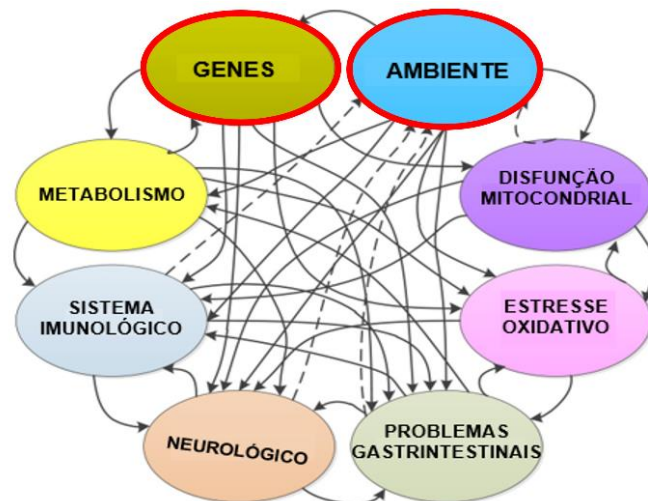 GENES
AMBIENTE
METABOLISMO
DISFUNÇÃO
MITOCONDRIAL
SISTEMA
IMUNOLÓGICO
ESTRESSE
OXIDATIVO
NEUROLÓGICO
PROBLEMAS
GASTRINTESTINAIS